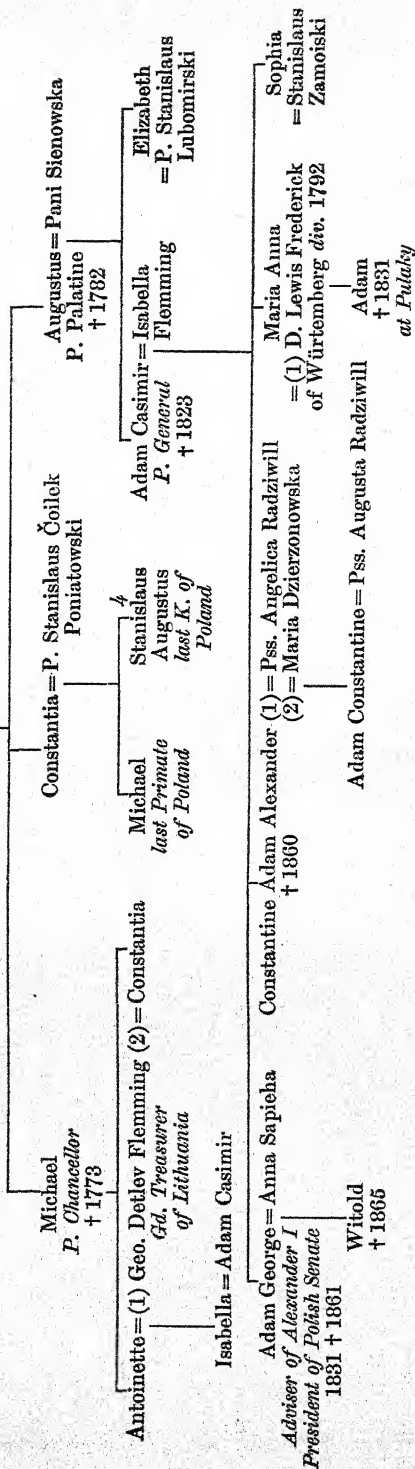 Michael
P. Chancellor
† 1778
Constantia = P. Stanislaus Čoilek
Poniatowski
Augustus = Pani Sienowska
P. Palatine
† 1782
Antoinette = (1) Geo. Detlev Flemming (2) = Constantia
Gd. Treasurer
of Lithuania
Michael
last Primate
of Poland
4
Stanislaus
Augustus
last K. of
Poland
Adam Casimir = Isabella
P. General Flemming
† 1823
Elizabeth
= P. Stanislaus
Lubomirski
Isabella = Adam Casimir
Adam George = Anna Sapieha
Adviser of Alexander I
President of Polish Senate
1831 † 1861
Constantine Adam Alexander (1) = Pss. Angelica Radziwill
† 1860 (2) = Maria Dzierzonowska
Maria Anna
= (1) D. Lewis Frederick
of Würtemberg div. 1792
Sophia
= Stanislaus
Zamoiski
Witold
† 1865
Adam Constantine = Pss. Augusta Radziwill
Adam
† 1831
at Pulaky